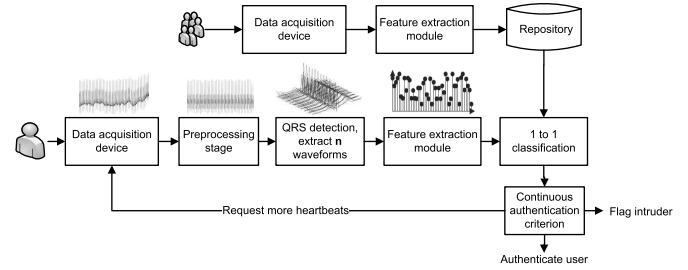 Data acquisition
device
Feature extraction
module
Repository
Data acquisition
device
Preprocessing
stage
QRS detection,
extract n
waveforms
Feature extraction
module
1 to 1
classification
Continuous
authentication
criterion
Request more heartbeats
Flag intruder
Authenticate user